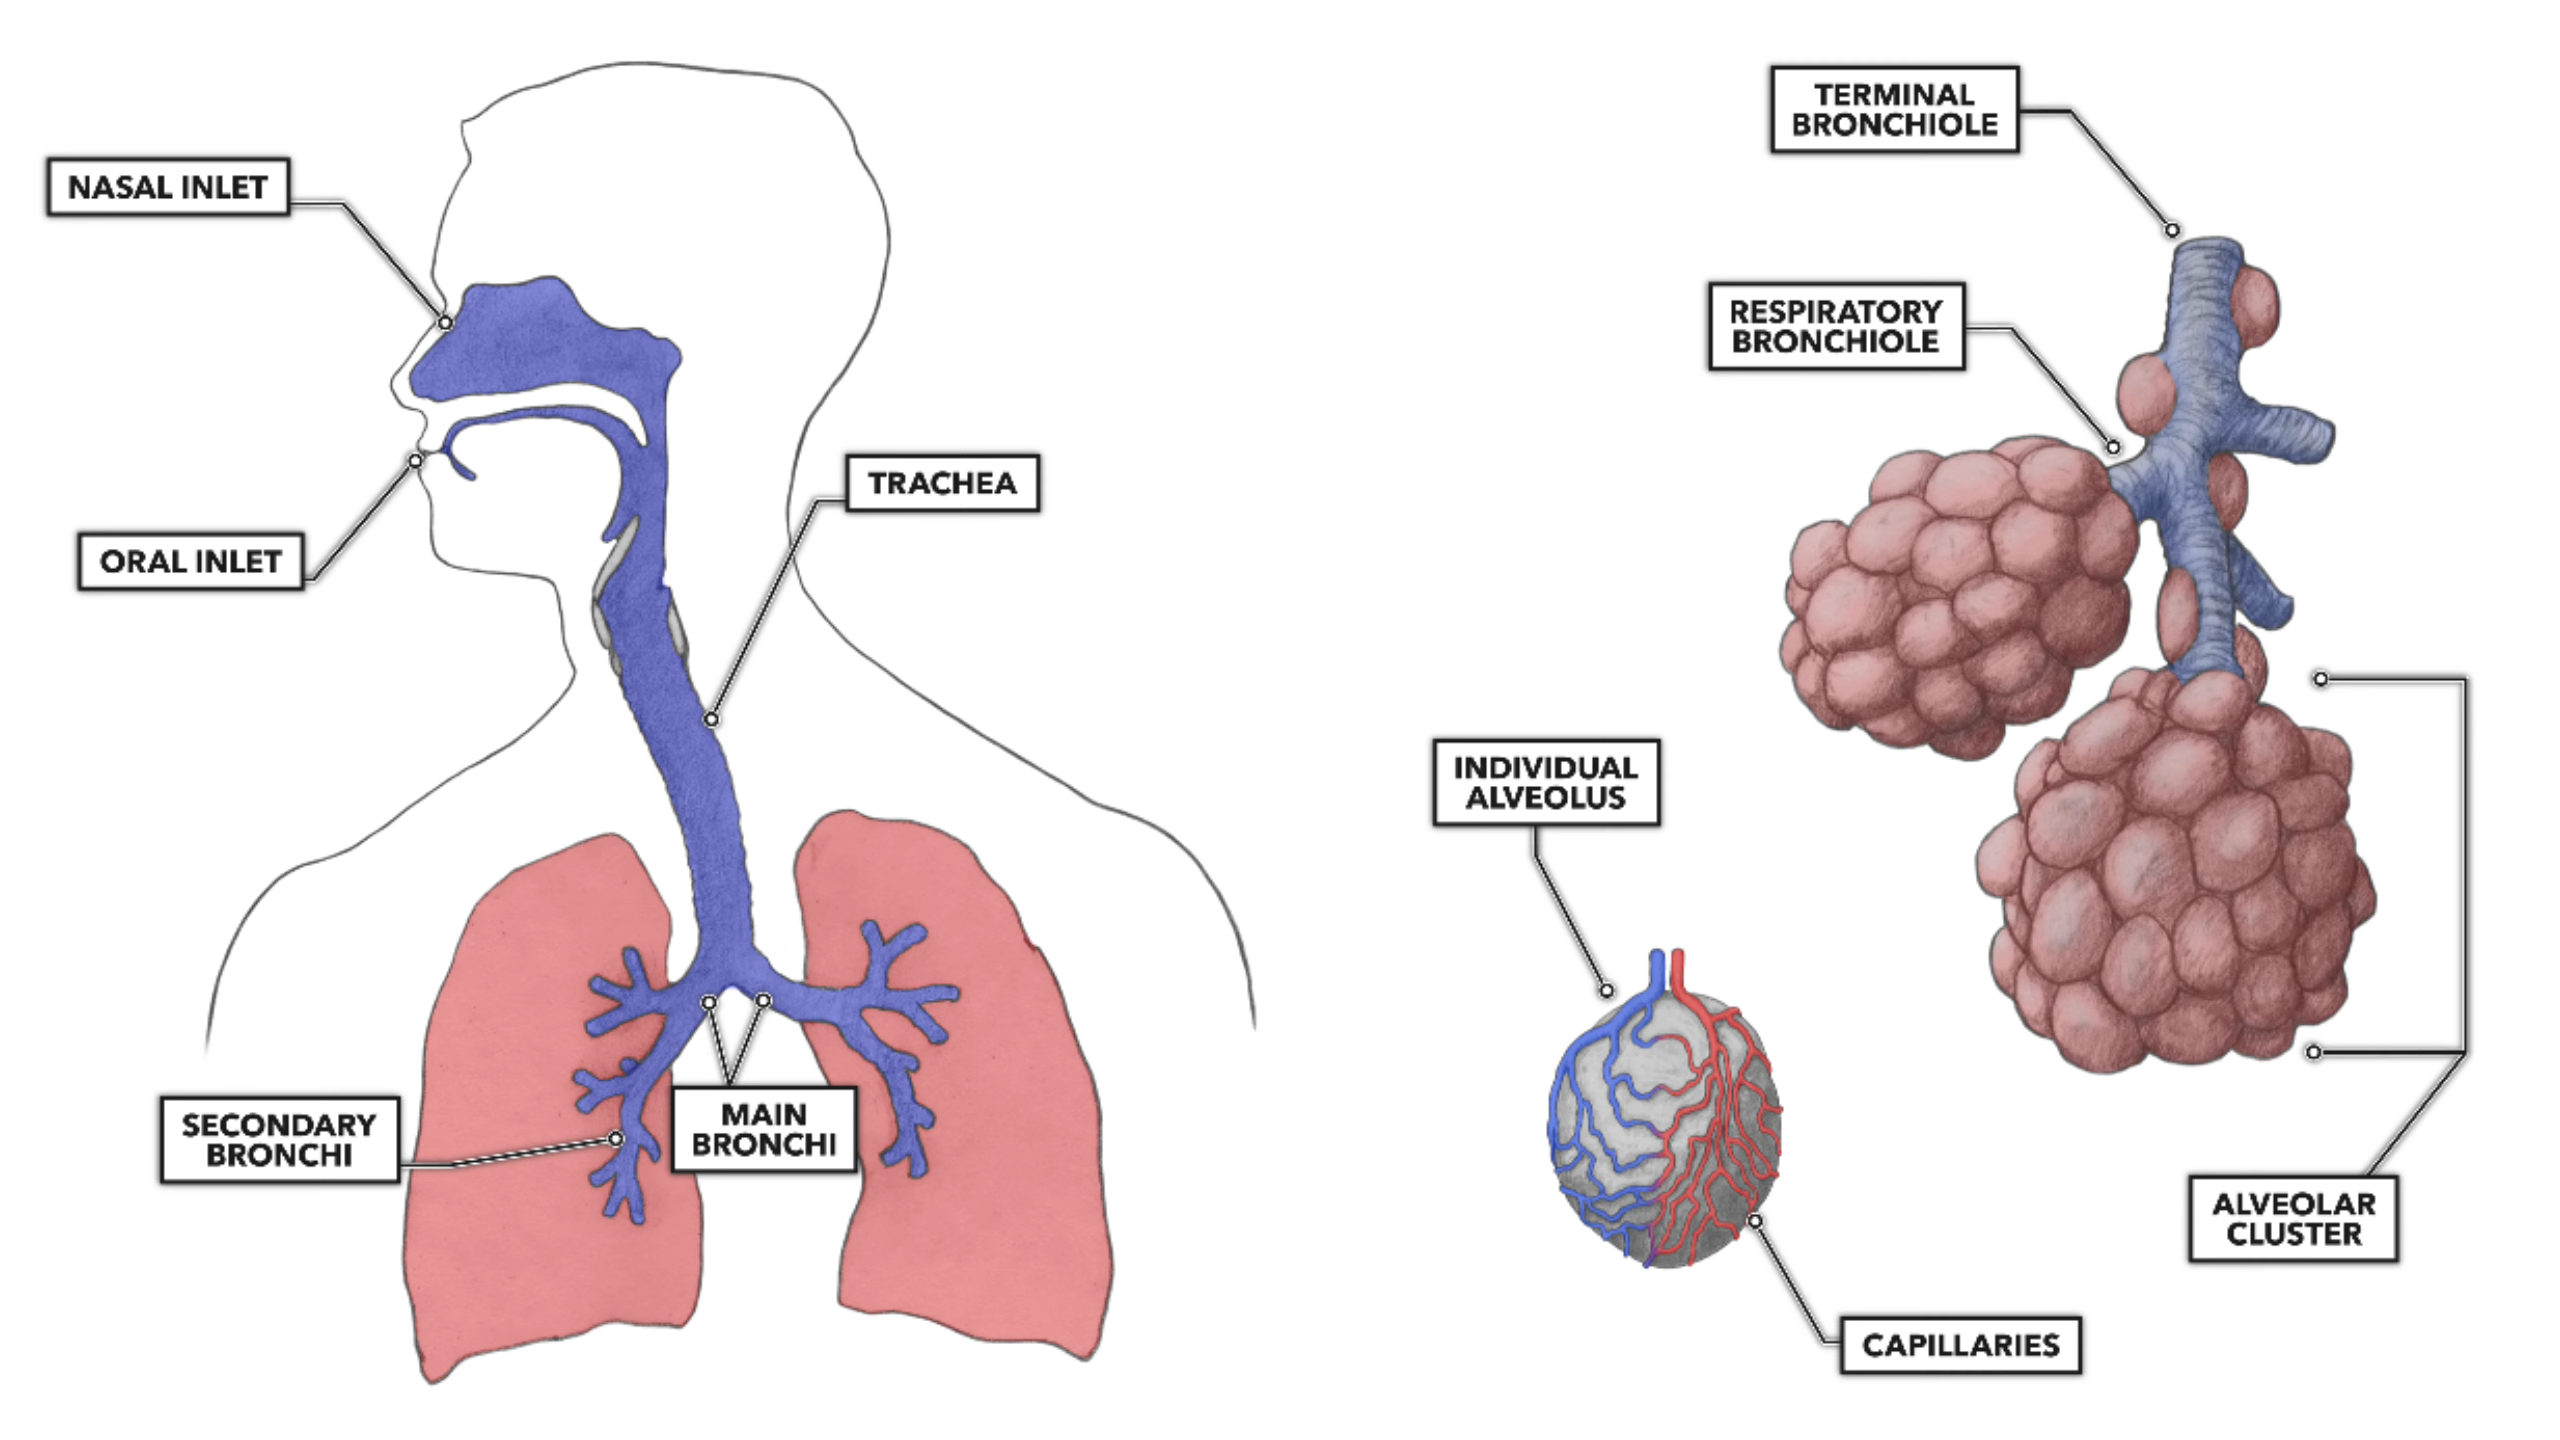 NASAL INLET
ORAL INLET
TRACHEA
SECONDARY
BRONCHI
MAIN
BRONCHI
TERMINAL
BRONCHIOLE
RESPIRATORY
BRONCHIOLE
INDIVIDUAL
ALVEOLUS
ALVEOLAR
CLUSTER
CAPILLARIES